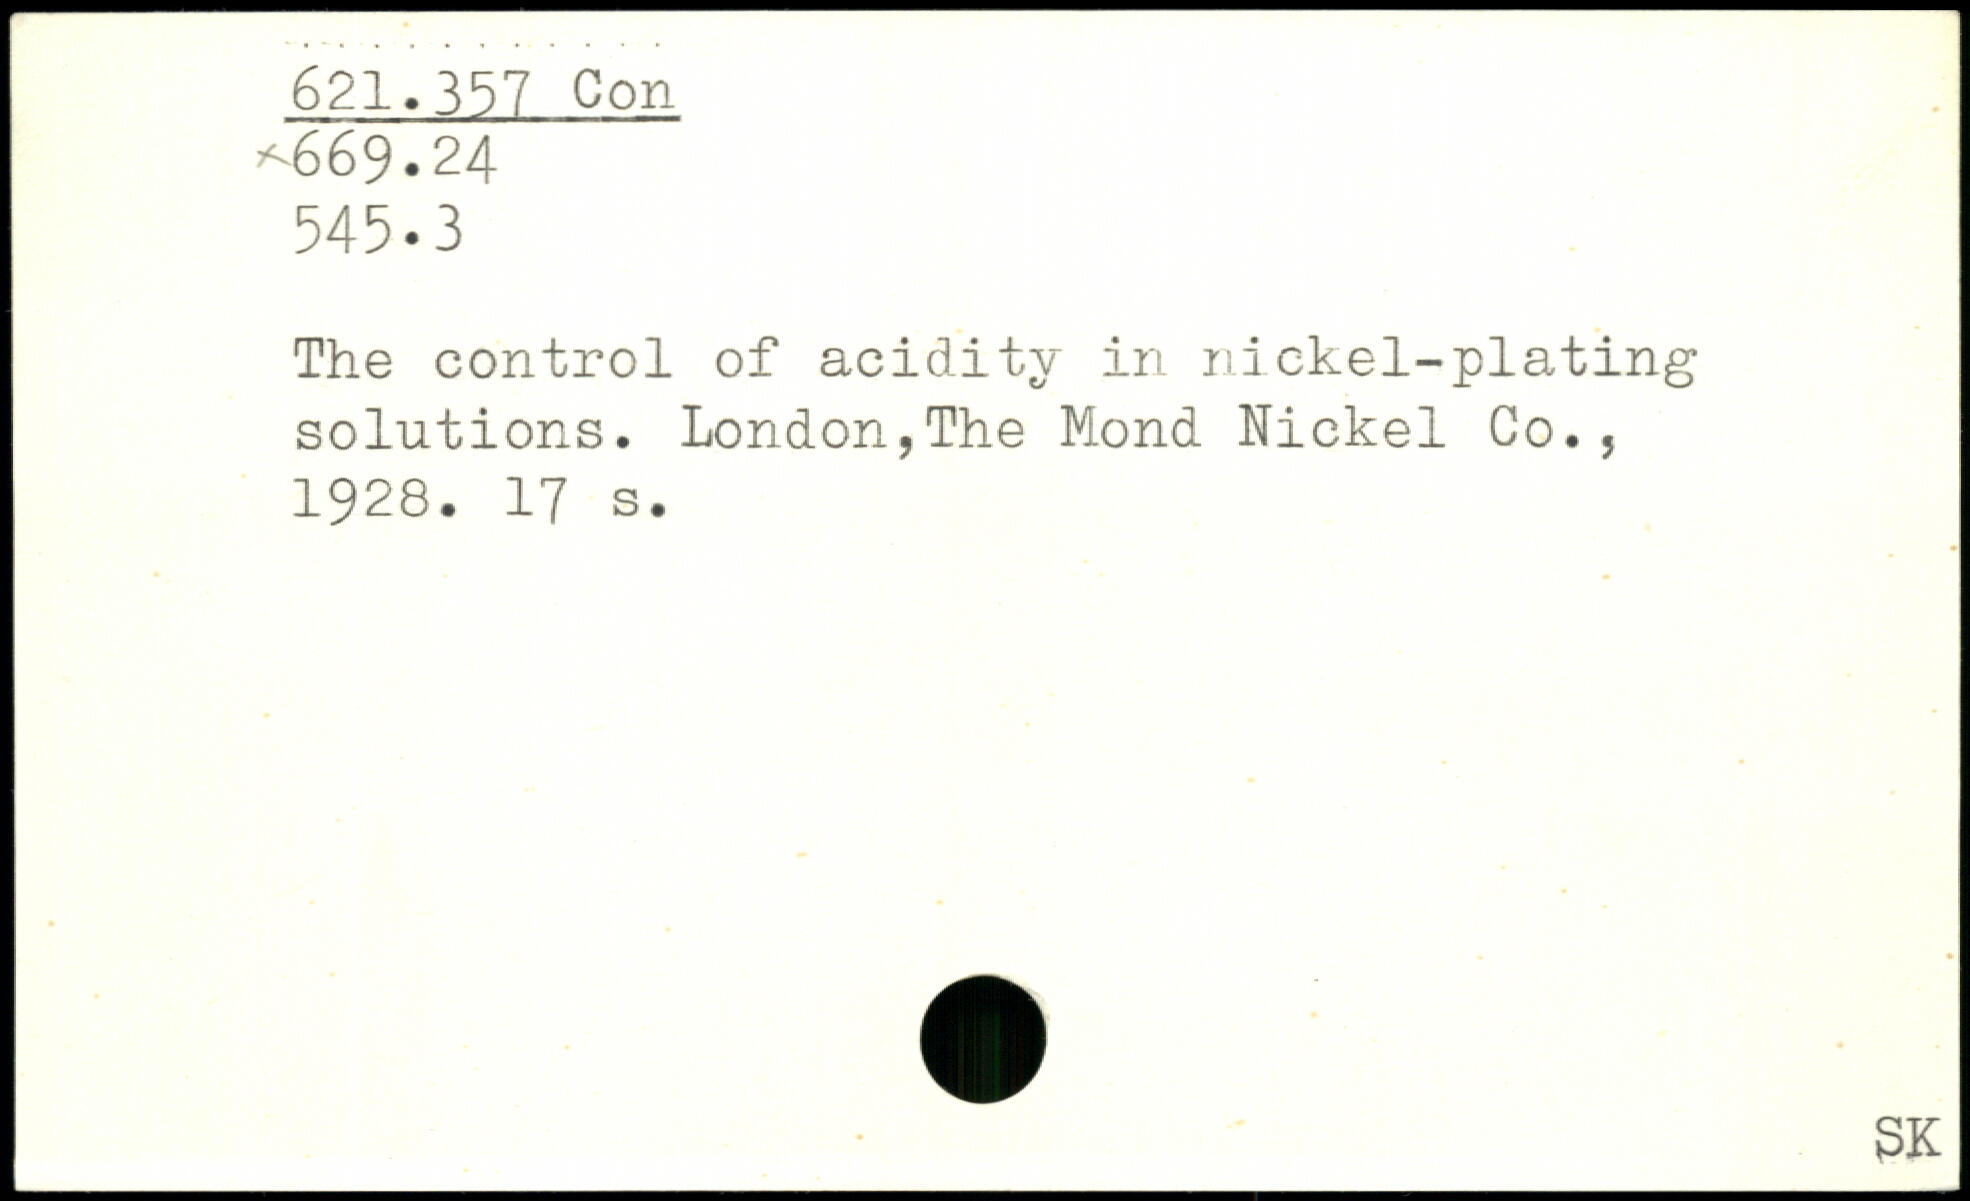 621.357 Con
×669.24
545.3
The control of acidity in nickel-plating
solutions. London,The Mond Nickel Co.,
1928. 17 s.
SK